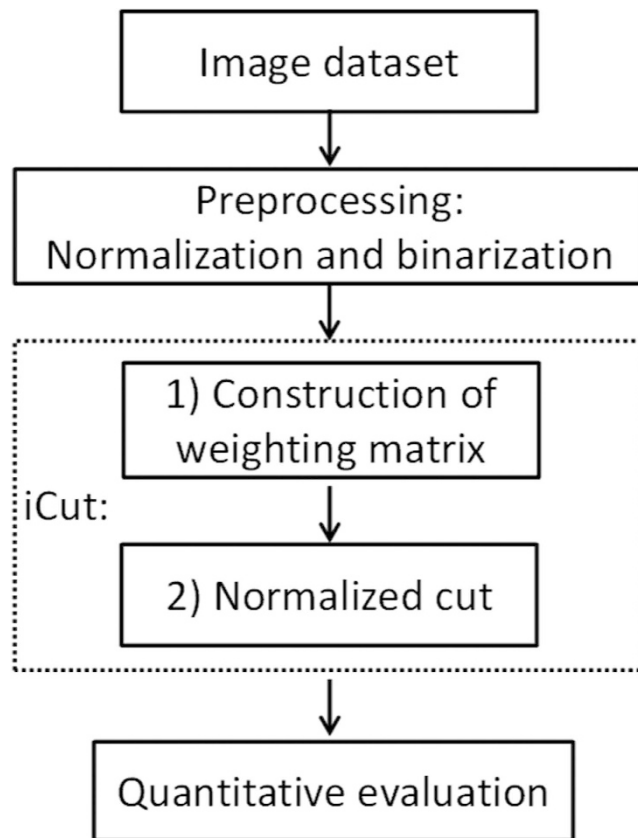 Image dataset
Preprocessing:
Normalization and binarization
1) Construction of
weighting matrix
iCut:
2) Normalized cut
Quantitative evaluation